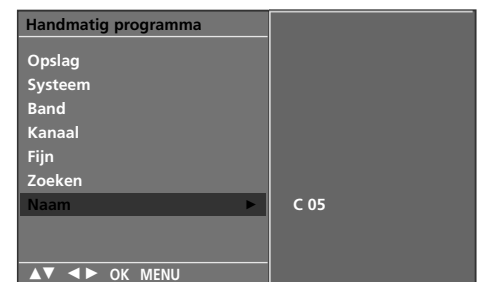 Handmatig programma
Opslag
Systeem
Band
Kanaal
Fijn
Zoeken
Naam ► C 05
▲▼ ◄► OK MENU